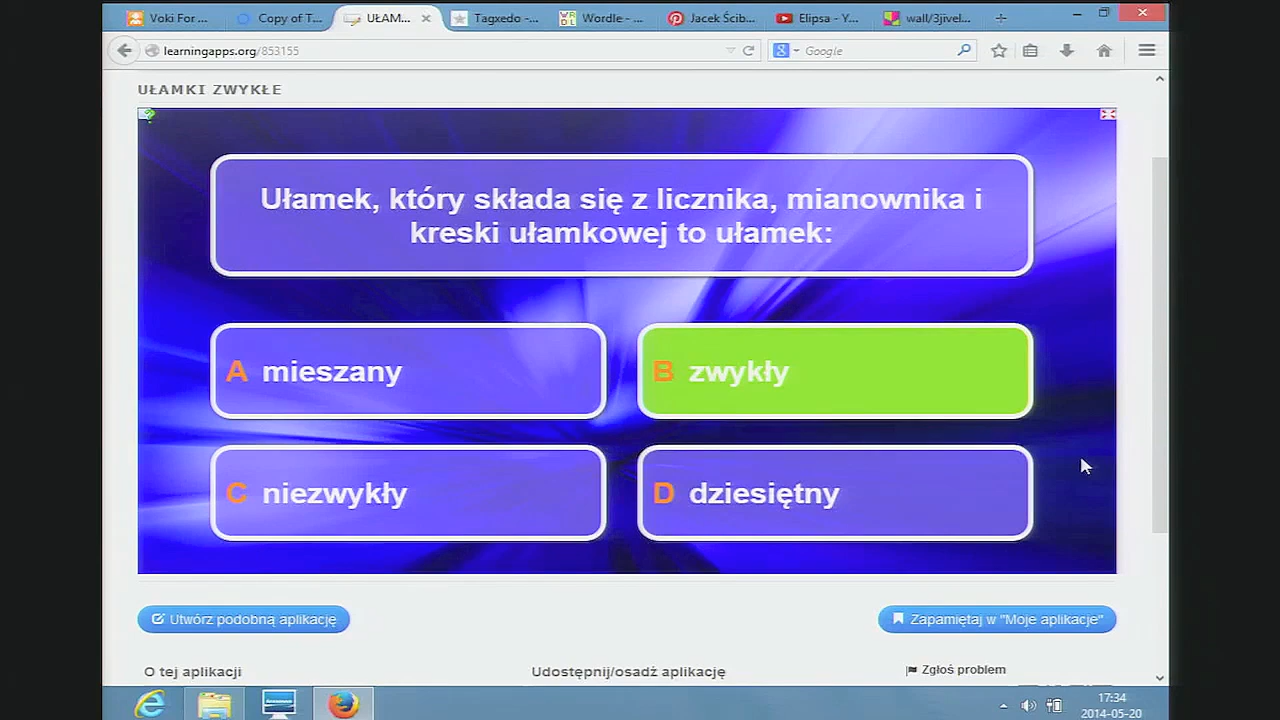 Voki For ...
Copy of T...
UŁAM...
Tagxedo -...
Wordle - ...
Jacek Ścib...
Elipsa - Y...
wall/3jivel...
learningapps.org/853155
Google
UŁAMKI ZWYKŁE
Ułamek, który składa się z licznika, mianownika i
kreski ułamkowej to ułamek:
A mieszany
B zwykły
C niezwykły
D dziesiętny
Utwórz podobną aplikację
Zapamiętaj w "Moje aplikacje"
O tej aplikacji
Udostępnij/osadź aplikację
Zgłoś problem
17:34
2014-05-20